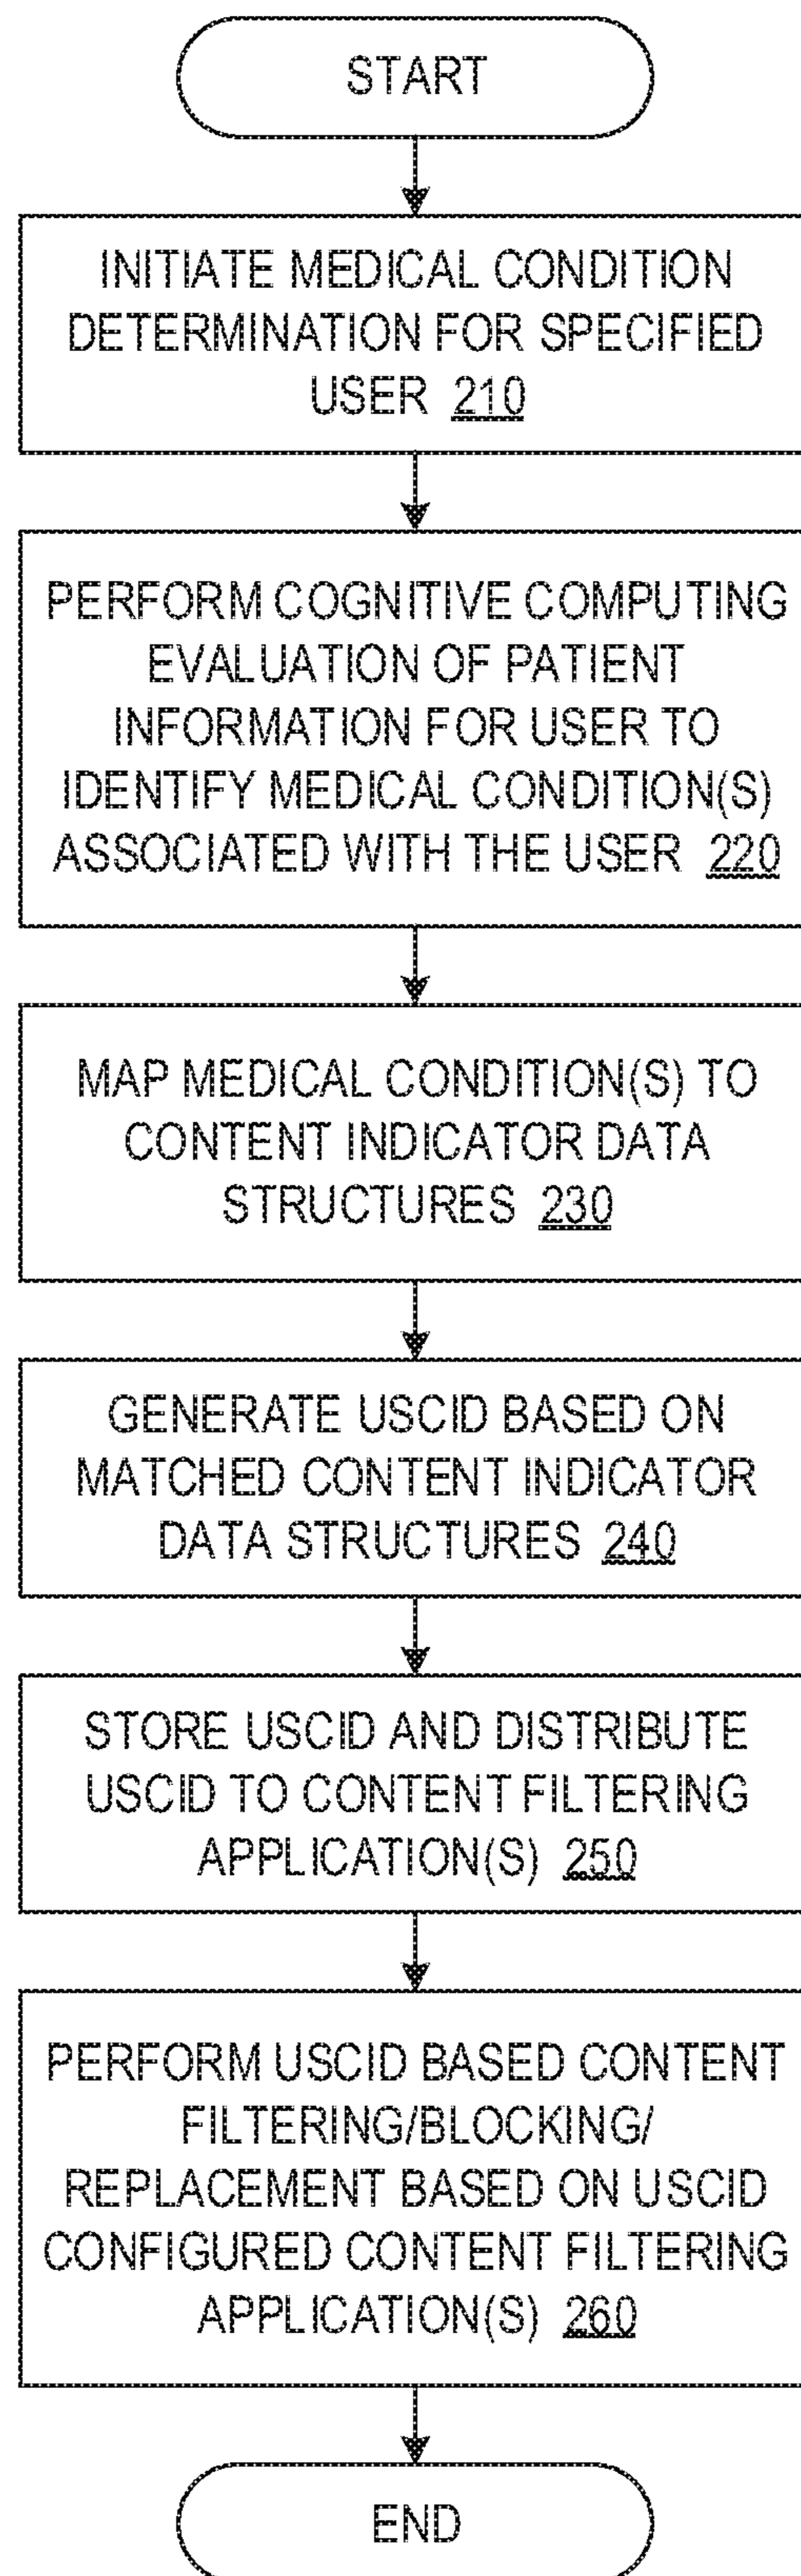 START
INITIATE MEDICAL CONDITION
DETERMINATION FOR SPECIFIED
USER 210
PERFORM COGNITIVE COMPUTING
EVALUATION OF PATIENT
INFORMATION FOR USER TO
IDENTIFY MEDICAL CONDITION(S)
ASSOCIATED WITH THE USER 220
MAP MEDICAL CONDITION(S) TO
CONTENT INDICATOR DATA
STRUCTURES 230
GENERATE USCID BASED ON
MATCHED CONTENT INDICATOR
DATA STRUCTURES 240
STORE USCID AND DISTRIBUTE
USCID TO CONTENT FILTERING
APPLICATION(S) 250
PERFORM USCID BASED CONTENT
FILTERING/BLOCKING/
REPLACEMENT BASED ON USCID
CONFIGURED CONTENT FILTERING
APPLICATION(S) 260
END